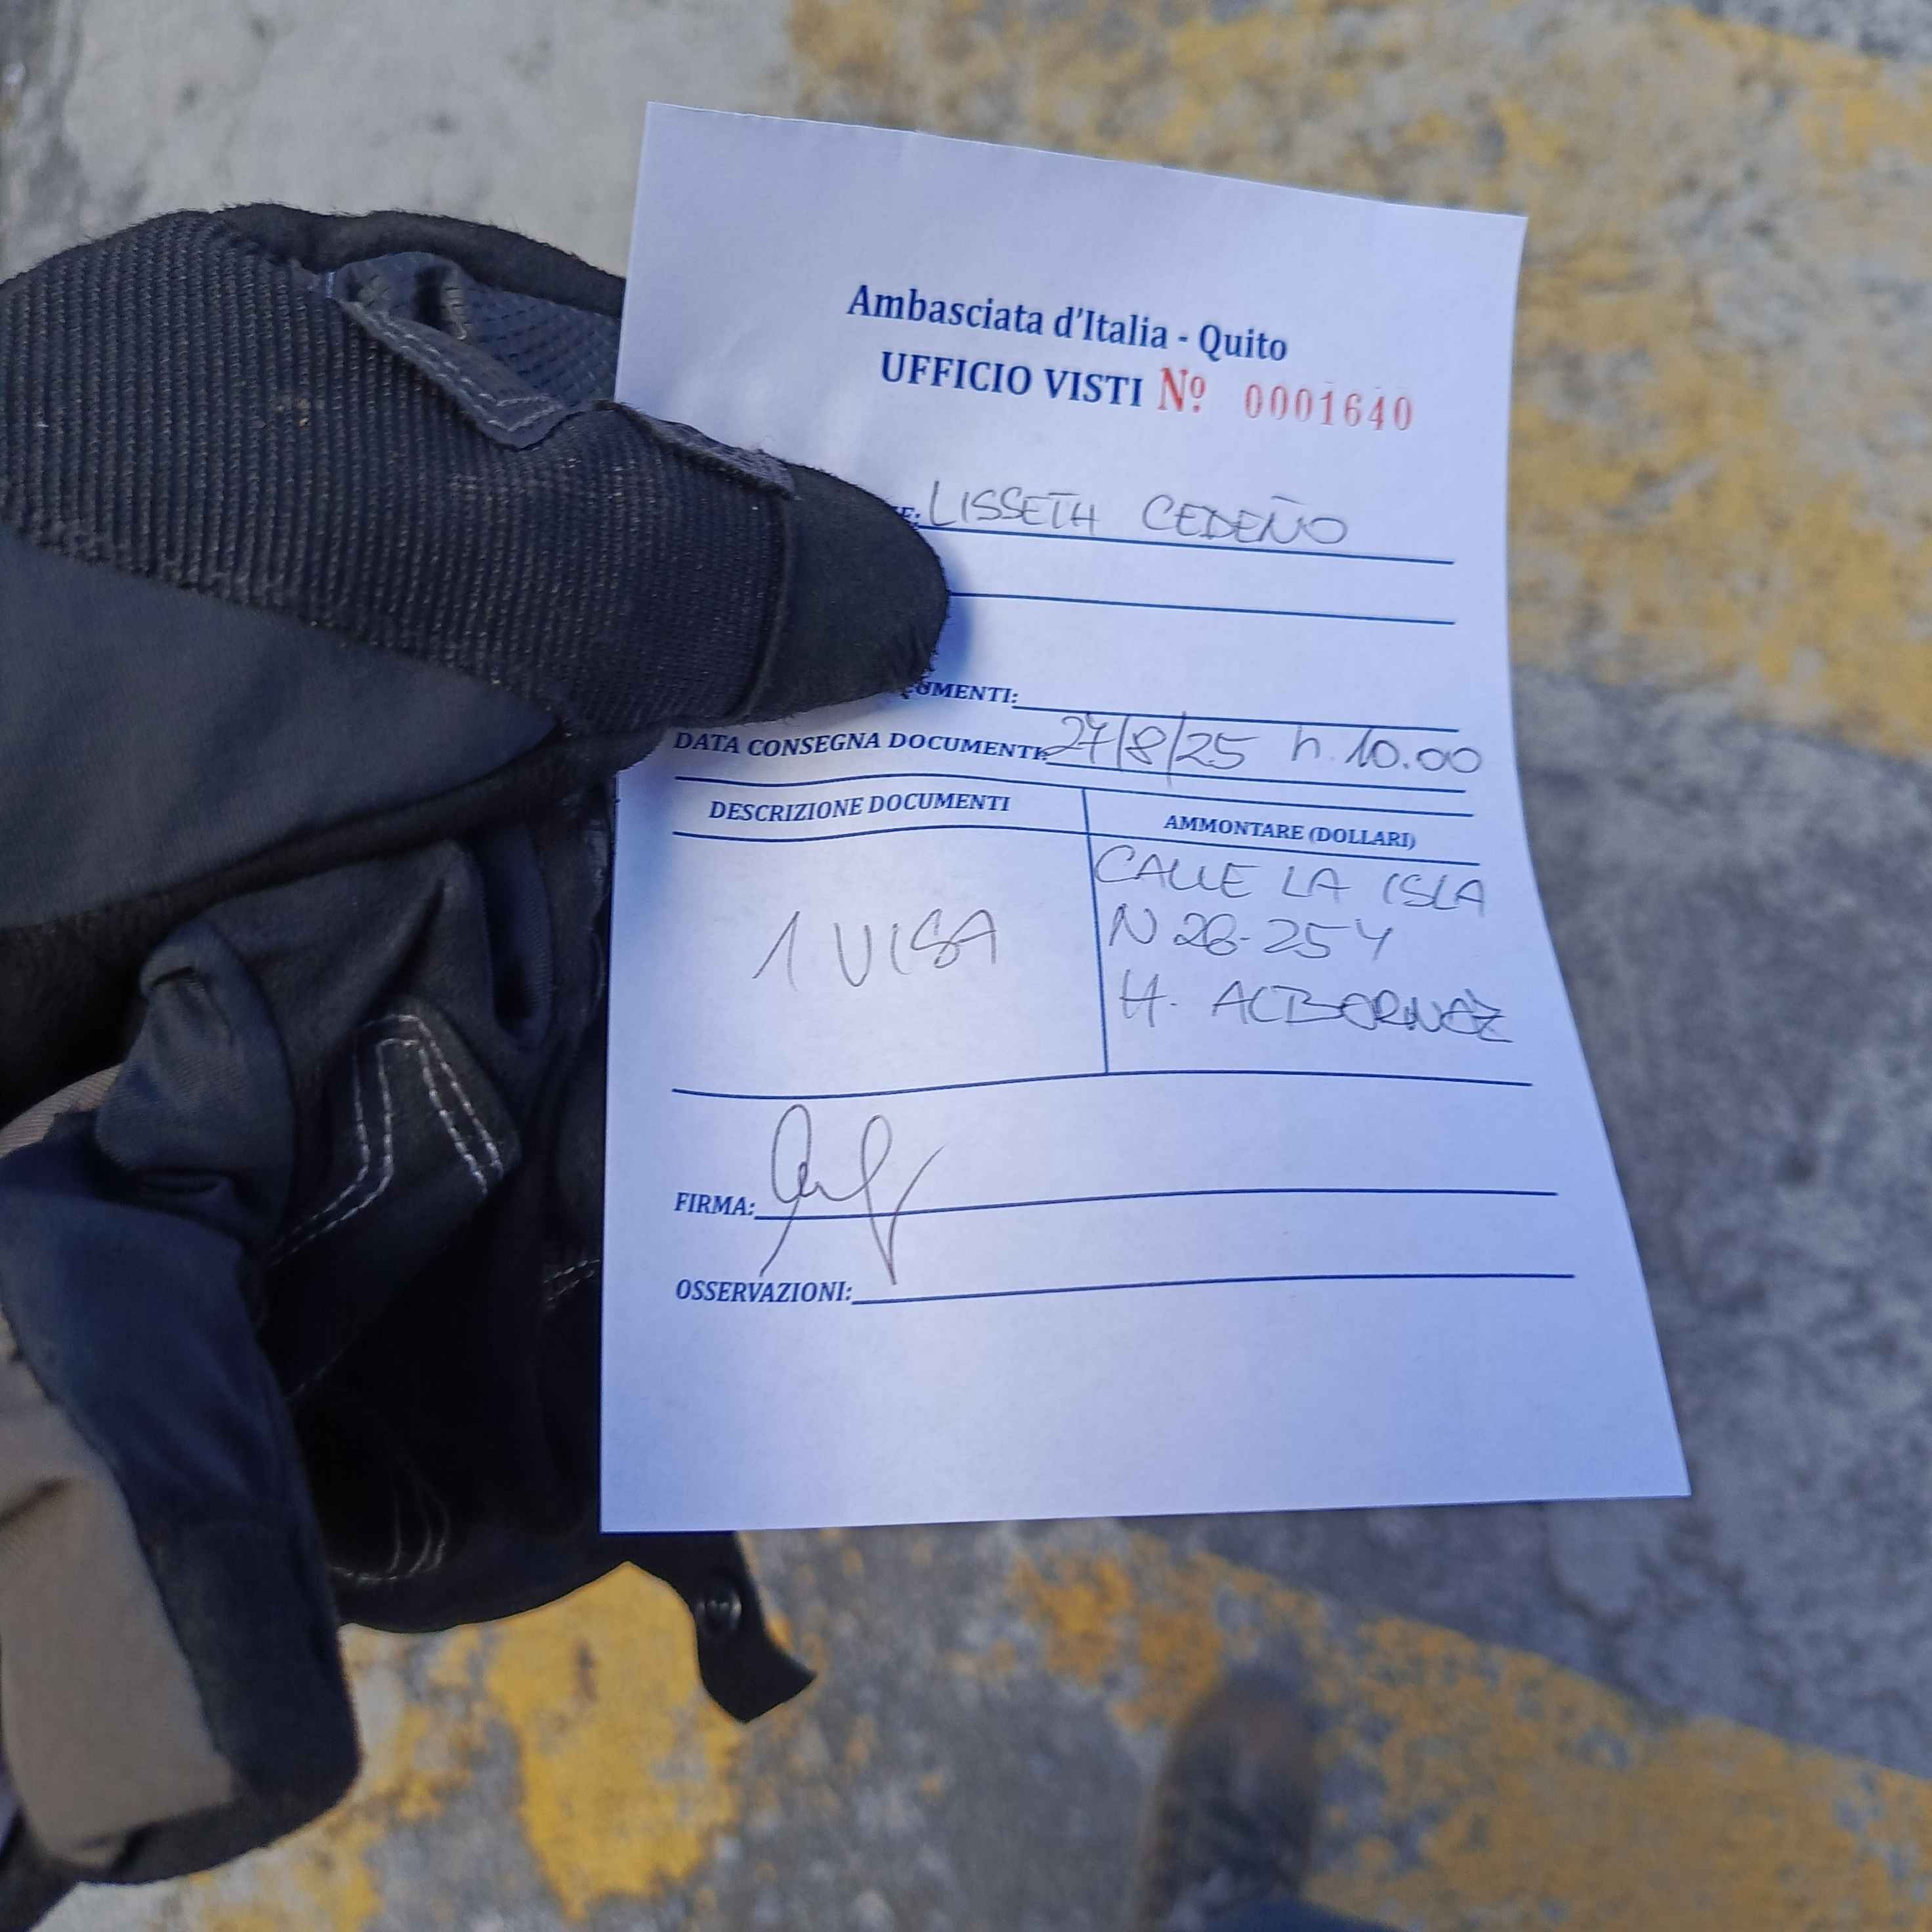 Ambasciata d'Italia - Quito
UFFICIO VISTI Nº 0001640
E: LISSETH CEDEÑO
UMENTI:
DATA CONSEGNA DOCUMENTI: 27/8/25 h. 10.00
DESCRIZIONE DOCUMENTI AMMONTARE (DOLLARI)
1 VISA
CALLE LA ISLA
N28-254
H. ALBORNOZ
FIRMA:
OSSERVAZIONI: